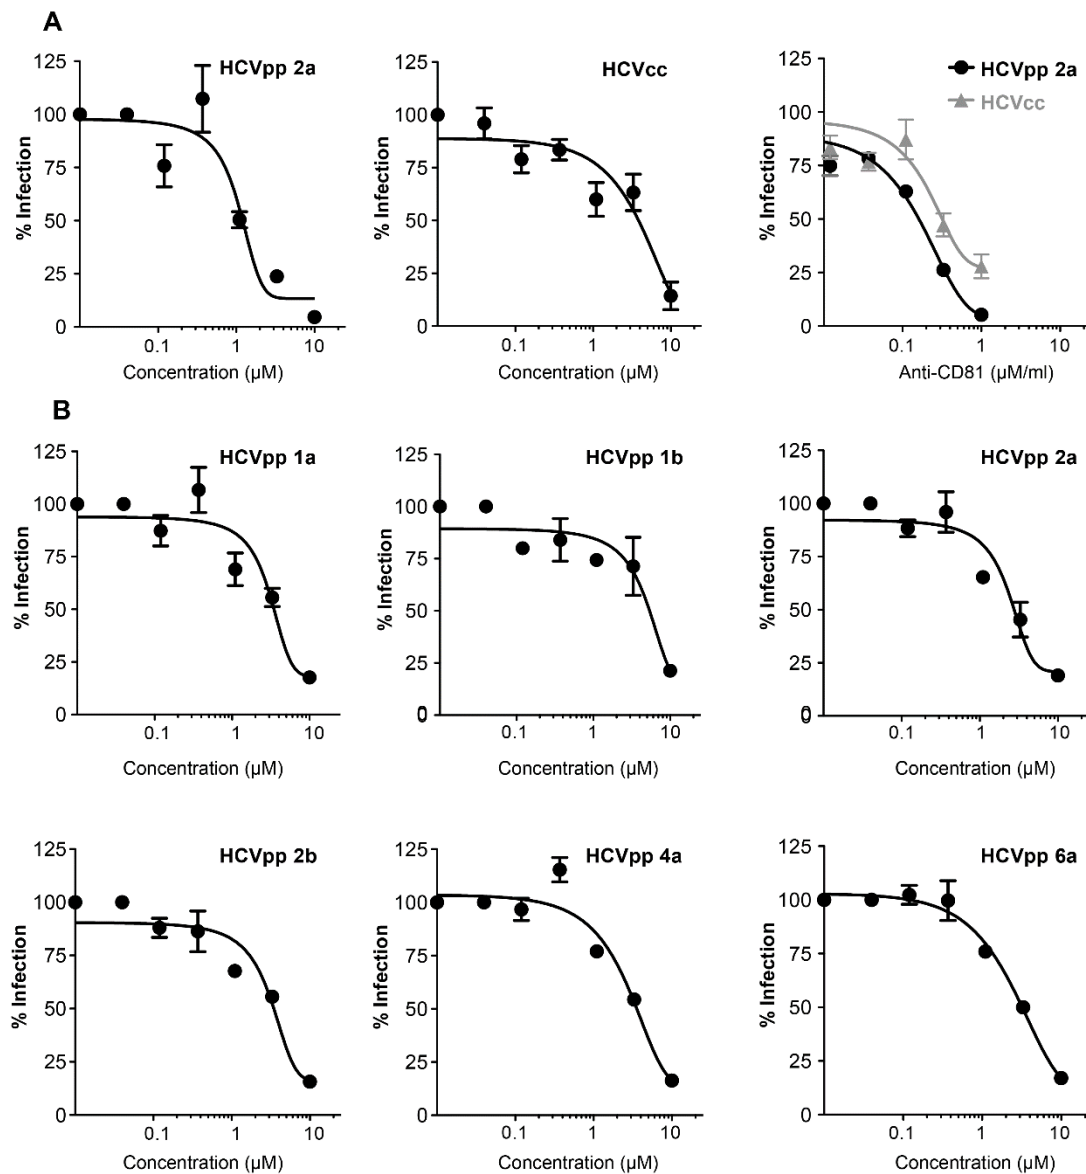 A
HCVpp 2a
% Infection
125
100
75
50
25
0
0.1
1
10
Concentration (µM)
HCVcc
% Infection
125
100
75
50
25
0
0.1
1
10
Concentration (µM)
HCVpp 2a
HCVcc
% Infection
125
100
75
50
25
0
0.1
1
10
Anti-CD81 (µM/ml)
B
HCVpp 1a
% Infection
125
100
75
50
25
0
0.1
1
10
Concentration (µM)
HCVpp 1b
% Infection
125
100
75
50
25
0
0.1
1
10
Concentration (µM)
HCVpp 2a
% Infection
125
100
75
50
25
0
0.1
1
10
Concentration (µM)
HCVpp 2b
% Infection
125
100
75
50
25
0
0.1
1
10
Concentration (µM)
HCVpp 4a
% Infection
125
100
75
50
25
0
0.1
1
10
Concentration (µM)
HCVpp 6a
% Infection
125
100
75
50
25
0
0.1
1
10
Concentration (µM)